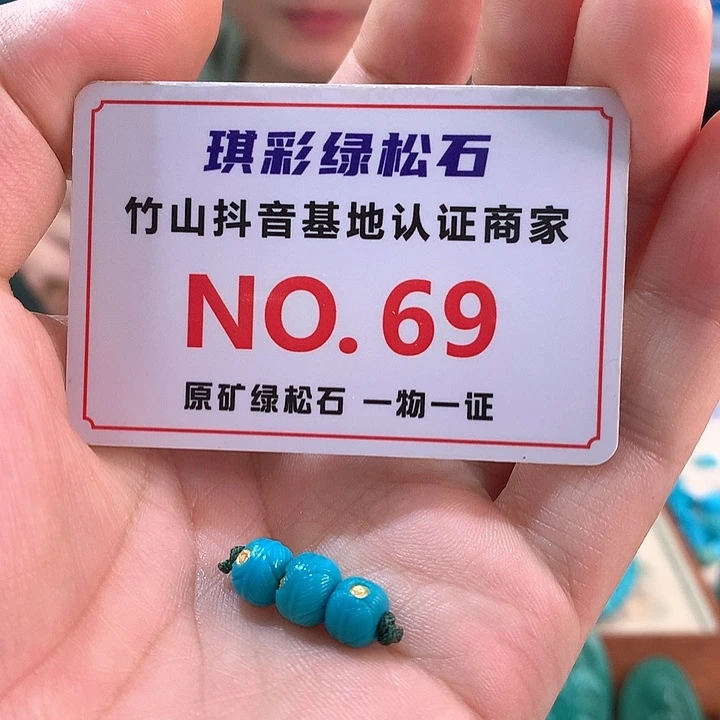 琪彩绿松石
竹山抖音基地认证商家
NO. 69
原矿绿松石 一物一证